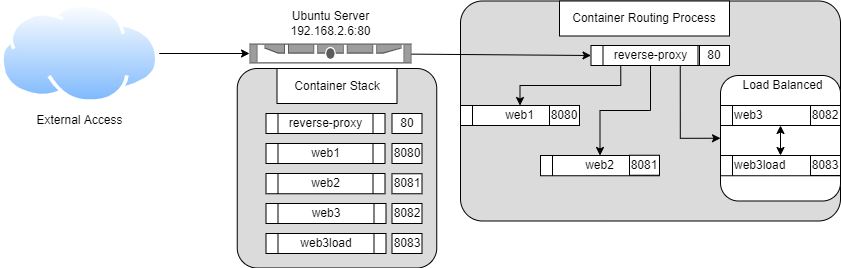 Ubuntu Server
192.168.2.6:80
External Access
Container Stack
reverse-proxy 80
web1 8080
web2 8081
web3 8082
web3load 8083
Container Routing Process
reverse-proxy 80
Load Balanced
web1 8080
web3 8082
web2 8081
web3load 8083